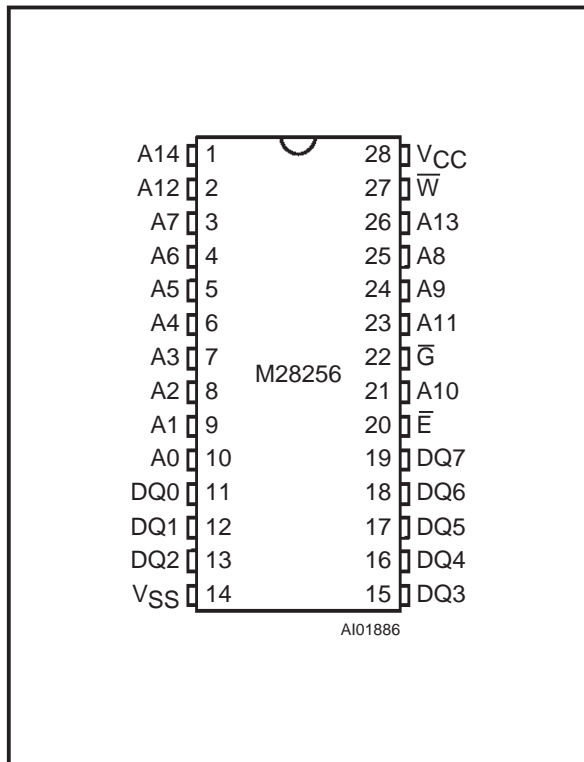 A14 1 28 VCC
A12 2 27 W̅
A7 3 26 A13
A6 4 25 A8
A5 5 24 A9
A4 6 23 A11
A3 7 22 G̅
M28256
A2 8 21 A10
A1 9 20 E̅
A0 10 19 DQ7
DQ0 11 18 DQ6
DQ1 12 17 DQ5
DQ2 13 16 DQ4
VSS 14 15 DQ3
AI01886